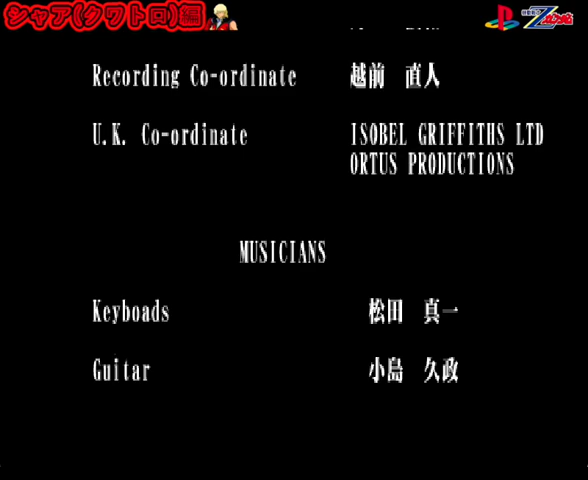 シャア(クワトロ)編
Recording Co-ordinate 越前 直人
U.K. Co-ordinate ISOBEL GRIFFITHS LTD
ORTUS PRODUCTIONS
MUSICIANS
Keyboads 松田 真一
Guitar 小島 久政